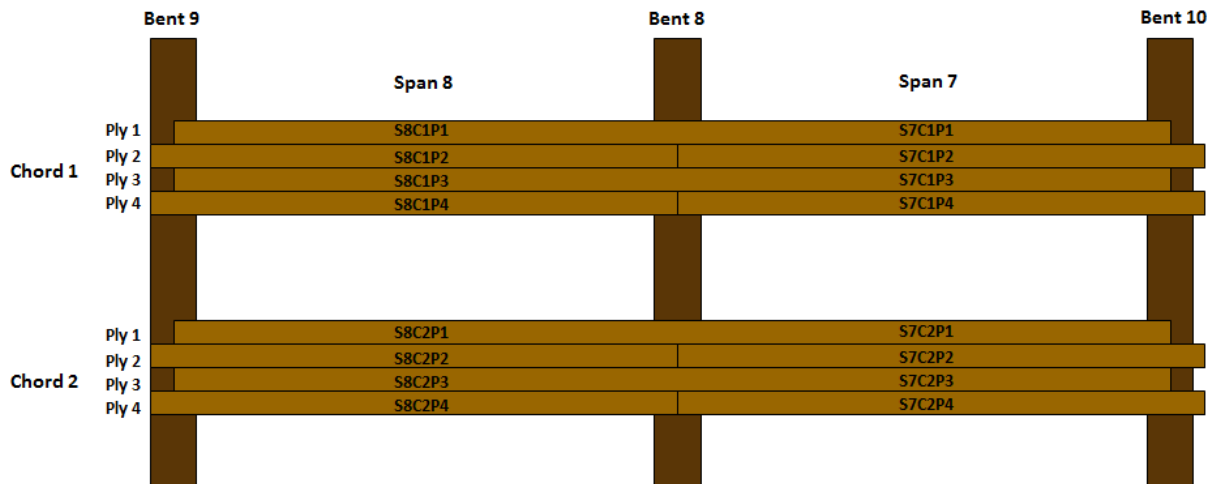 Bent 9 Bent 8 Bent 10
Span 8 Span 7
Chord 1
Ply 1 S8C1P1 S7C1P1
Ply 2 S8C1P2 S7C1P2
Ply 3 S8C1P3 S7C1P3
Ply 4 S8C1P4 S7C1P4
Chord 2
Ply 1 S8C2P1 S7C2P1
Ply 2 S8C2P2 S7C2P2
Ply 3 S8C2P3 S7C2P3
Ply 4 S8C2P4 S7C2P4